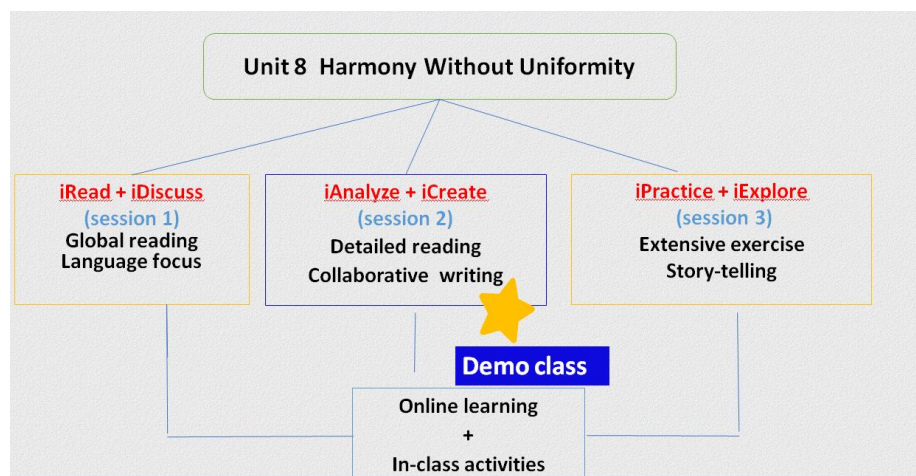 Unit 8 Harmony Without Uniformity
iRead + iDiscuss
(session 1)
Global reading
Language focus
iAnalyze + iCreate
(session 2)
Detailed reading
Collaborative writing
iPractice + iExplore
(session 3)
Extensive exercise
Story-telling
Demo class
Online learning
+
In-class activities